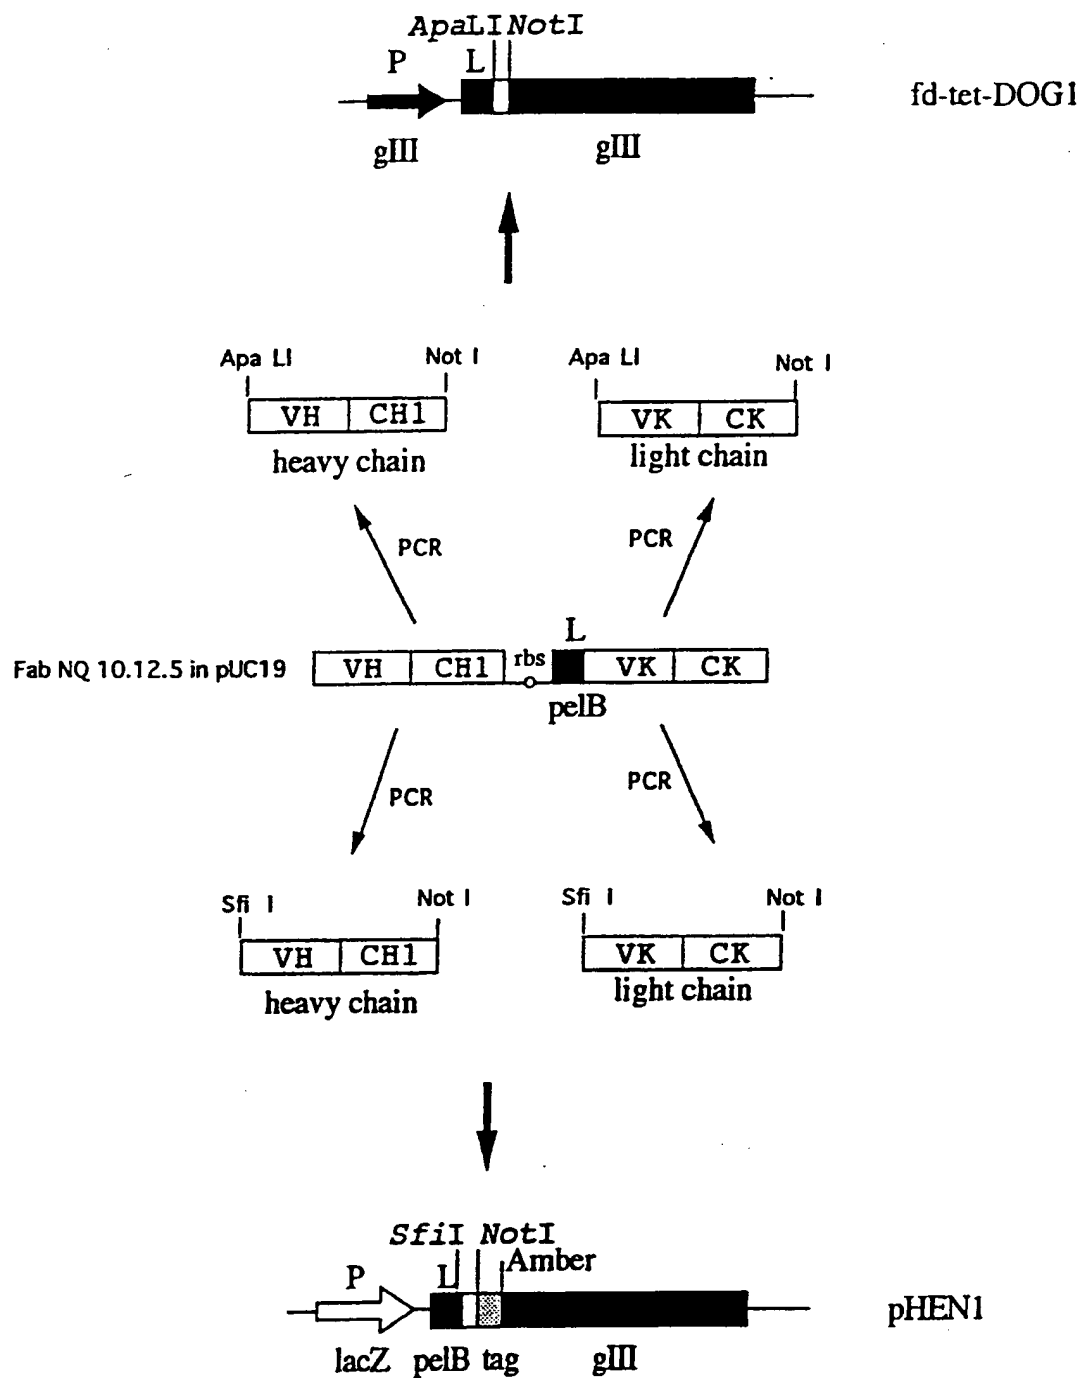 ApaLI NotI
P L
fd-tet-DOG1
gIII gIII
Apa LI Not I Apa LI Not I
VH CH1 VK CK
heavy chain light chain
PCR PCR
L
Fab NQ 10.12.5 in pUC19 VH CH1 rbs VK CK
pelB
PCR PCR
Sfi I Not I Sfi I Not I
VH CH1 VK CK
heavy chain light chain
SfiI NotI
Amber
P L
pHEN1
lacZ pelB tag gIII